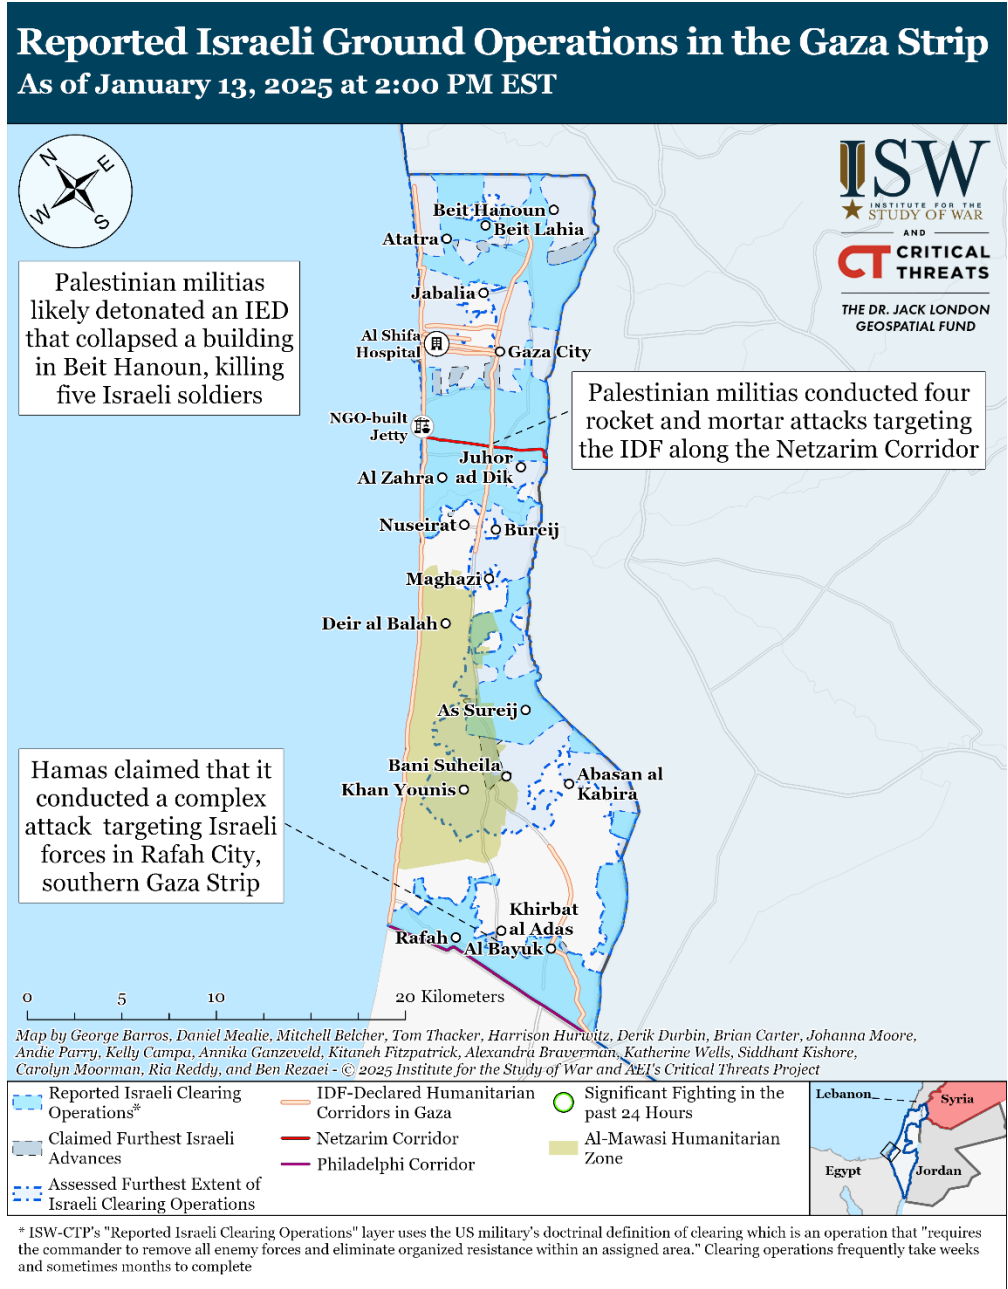 Reported Israeli Ground Operations in the Gaza Strip
As of January 13, 2025 at 2:00 PM EST
N
E
W
S
ISW
INSTITUTE FOR THE
STUDY OF WAR
AND
CT CRITICAL
THREATS
THE DR. JACK LONDON
GEOSPATIAL FUND
Palestinian militias
likely detonated an IED
that collapsed a building
in Beit Hanoun, killing
five Israeli soldiers
Beit Hanoun
Beit Lahia
Atatra
Jabalia
Al Shifa
Hospital
Gaza City
Palestinian militias conducted four
rocket and mortar attacks targeting
the IDF along the Netzarim Corridor
NGO-built
Jetty
Juhor
ad Dik
Al Zahra
Nuseirat
Bureij
Maghazi
Deir al Balah
As Sureij
Bani Suheila
Khan Younis
Abasan al
Kabira
Hamas claimed that it
conducted a complex
attack targeting Israeli
forces in Rafah City,
southern Gaza Strip
Khirbat
al Adas
Rafah
Al Bayuk
0 5 10 20 Kilometers
Map by George Barros, Daniel Mealie, Mitchell Belcher, Tom Thacker, Harrison Hurwitz, Derik Durbin, Brian Carter, Johanna Moore,
Andie Parry, Kelly Campa, Annika Ganzeveld, Kitaneh Fitzpatrick, Alexandra Braverman, Katherine Wells, Siddhant Kishore,
Carolyn Moorman, Ria Reddy, and Ben Rezaei - © 2025 Institute for the Study of War and AEI's Critical Threats Project
Reported Israeli Clearing
Operations*
Claimed Furthest Israeli
Advances
Assessed Furthest Extent of
Israeli Clearing Operations
IDF-Declared Humanitarian
Corridors in Gaza
Netzarim Corridor
Philadelphi Corridor
Significant Fighting in the
past 24 Hours
Al-Mawasi Humanitarian
Zone
Lebanon
Syria
Egypt
Jordan
* ISW-CTP's "Reported Israeli Clearing Operations" layer uses the US military's doctrinal definition of clearing which is an operation that "requires
the commander to remove all enemy forces and eliminate organized resistance within an assigned area." Clearing operations frequently take weeks
and sometimes months to complete